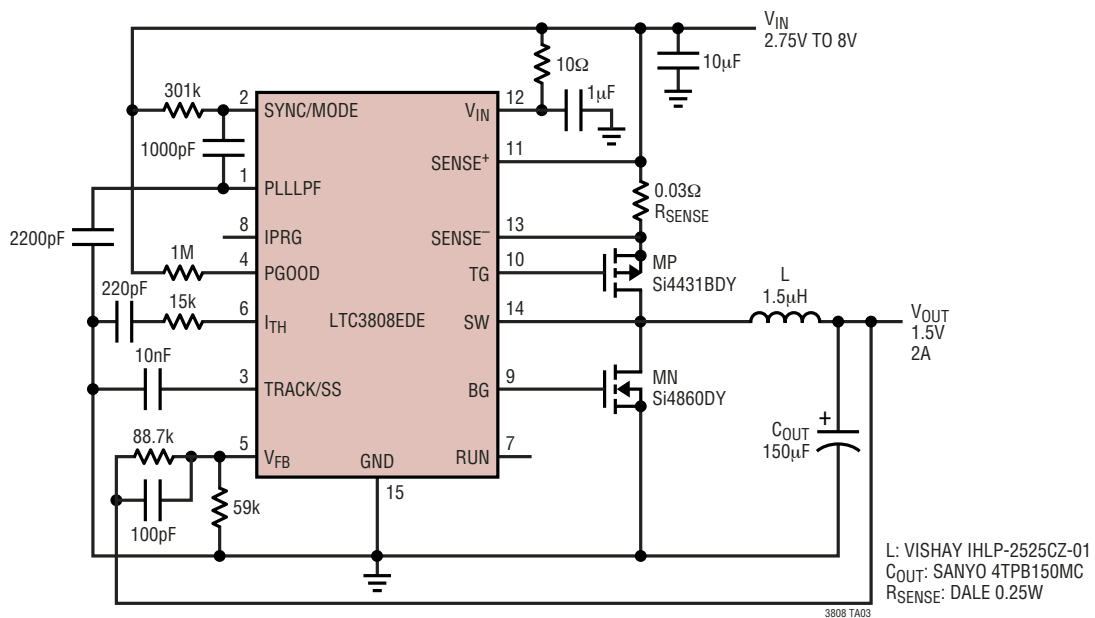 V_IN
2.75V TO 8V
10Ω
10μF
1μF
301k
2
SYNC/MODE
V_IN
12
1000pF
SENSE+
11
1
PLLLPF
0.03Ω
R_SENSE
2200pF
8
IPRG
SENSE–
13
1M
4
PGOOD
TG
10
MP
Si4431BDY
220pF
15k
6
I_TH
LTC3808EDE
SW
14
L
1.5μH
V_OUT
1.5V
2A
10nF
3
TRACK/SS
BG
9
MN
Si4860DY
88.7k
5
V_FB
GND
RUN
7
+
C_OUT
150μF
15
59k
100pF
L: VISHAY IHLP-2525CZ-01
C_OUT: SANYO 4TPB150MC
R_SENSE: DALE 0.25W
3808 TA03